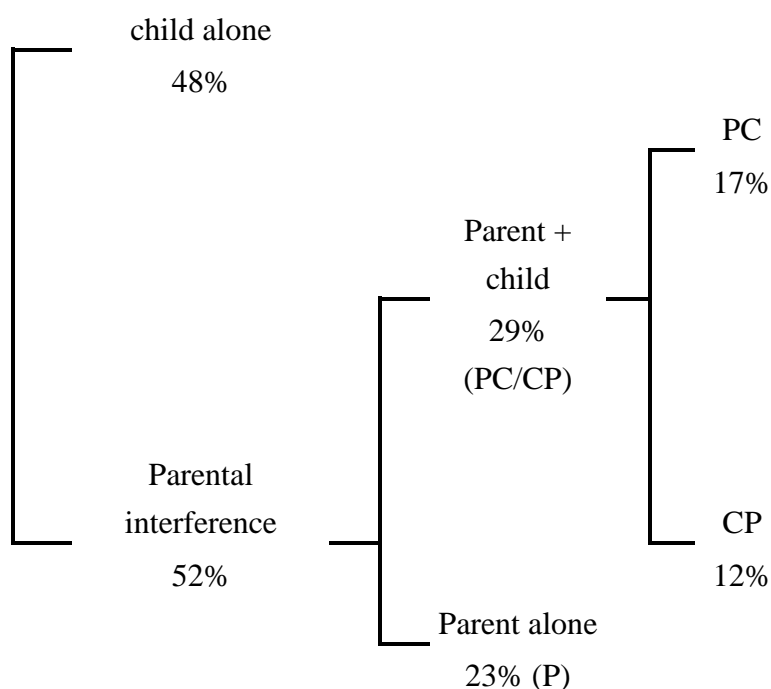 child alone
48%
PC
17%
Parent +
child
29%
(PC/CP)
Parental
interference
52%
CP
12%
Parent alone
23% (P)